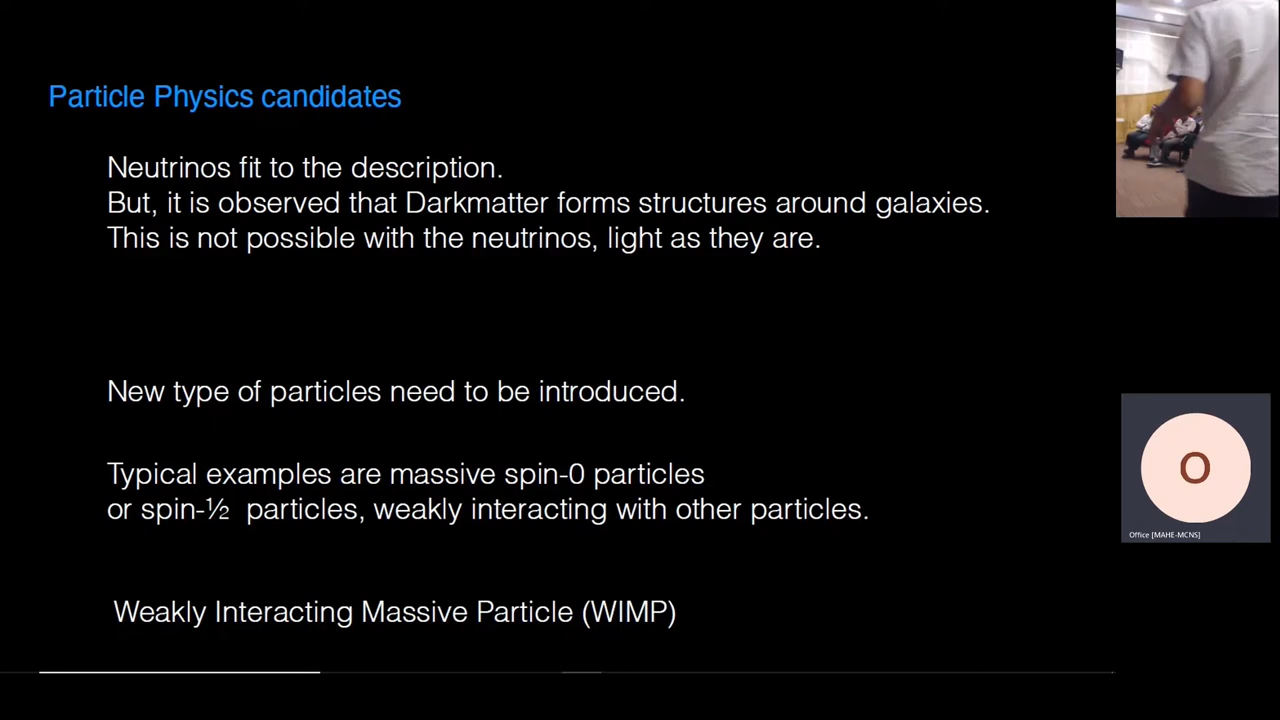 Particle Physics candidates
Neutrinos fit to the description.
But, it is observed that Darkmatter forms structures around galaxies.
This is not possible with the neutrinos, light as they are.
New type of particles need to be introduced.
Typical examples are massive spin-0 particles
or spin-½ particles, weakly interacting with other particles.
Weakly Interacting Massive Particle (WIMP)
O
Office [MAHE-MCNS]